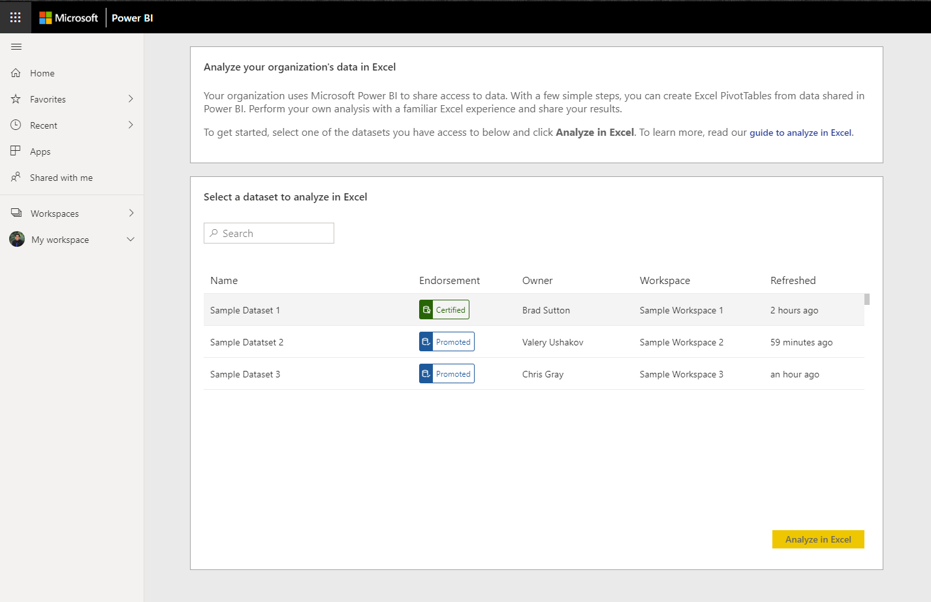 Microsoft Power BI
Home
Favorites
Recent
Apps
Shared with me
Workspaces
My workspace
Analyze your organization's data in Excel
Your organization uses Microsoft Power BI to share access to data. With a few simple steps, you can create Excel PivotTables from data shared in
Power BI. Perform your own analysis with a familiar Excel experience and share your results.
To get started, select one of the datasets you have access to below and click Analyze in Excel. To learn more, read our guide to analyze in Excel.
Select a dataset to analyze in Excel
Search
Name Endorsement Owner Workspace Refreshed
Sample Dataset 1 Certified Brad Sutton Sample Workspace 1 2 hours ago
Sample Datatset 2 Promoted Valery Ushakov Sample Workspace 2 59 minutes ago
Sample Dataset 3 Promoted Chris Gray Sample Workspace 3 an hour ago
Analyze in Excel